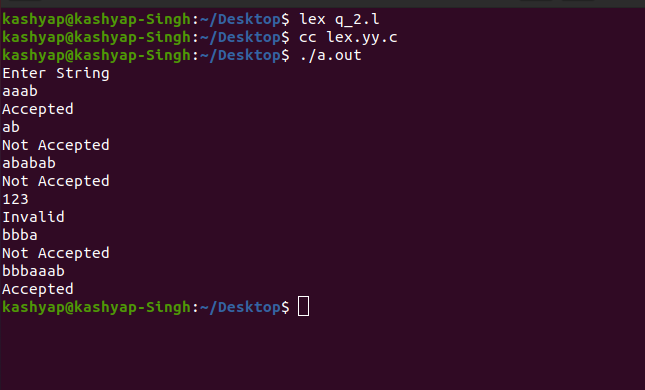 kashyap@kashyap-Singh:~/Desktop$ lex q_2.l
kashyap@kashyap-Singh:~/Desktop$ cc lex.yy.c
kashyap@kashyap-Singh:~/Desktop$ ./a.out
Enter String
aaab
Accepted
ab
Not Accepted
ababab
Not Accepted
123
Invalid
bbba
Not Accepted
bbbaaab
Accepted
kashyap@kashyap-Singh:~/Desktop$